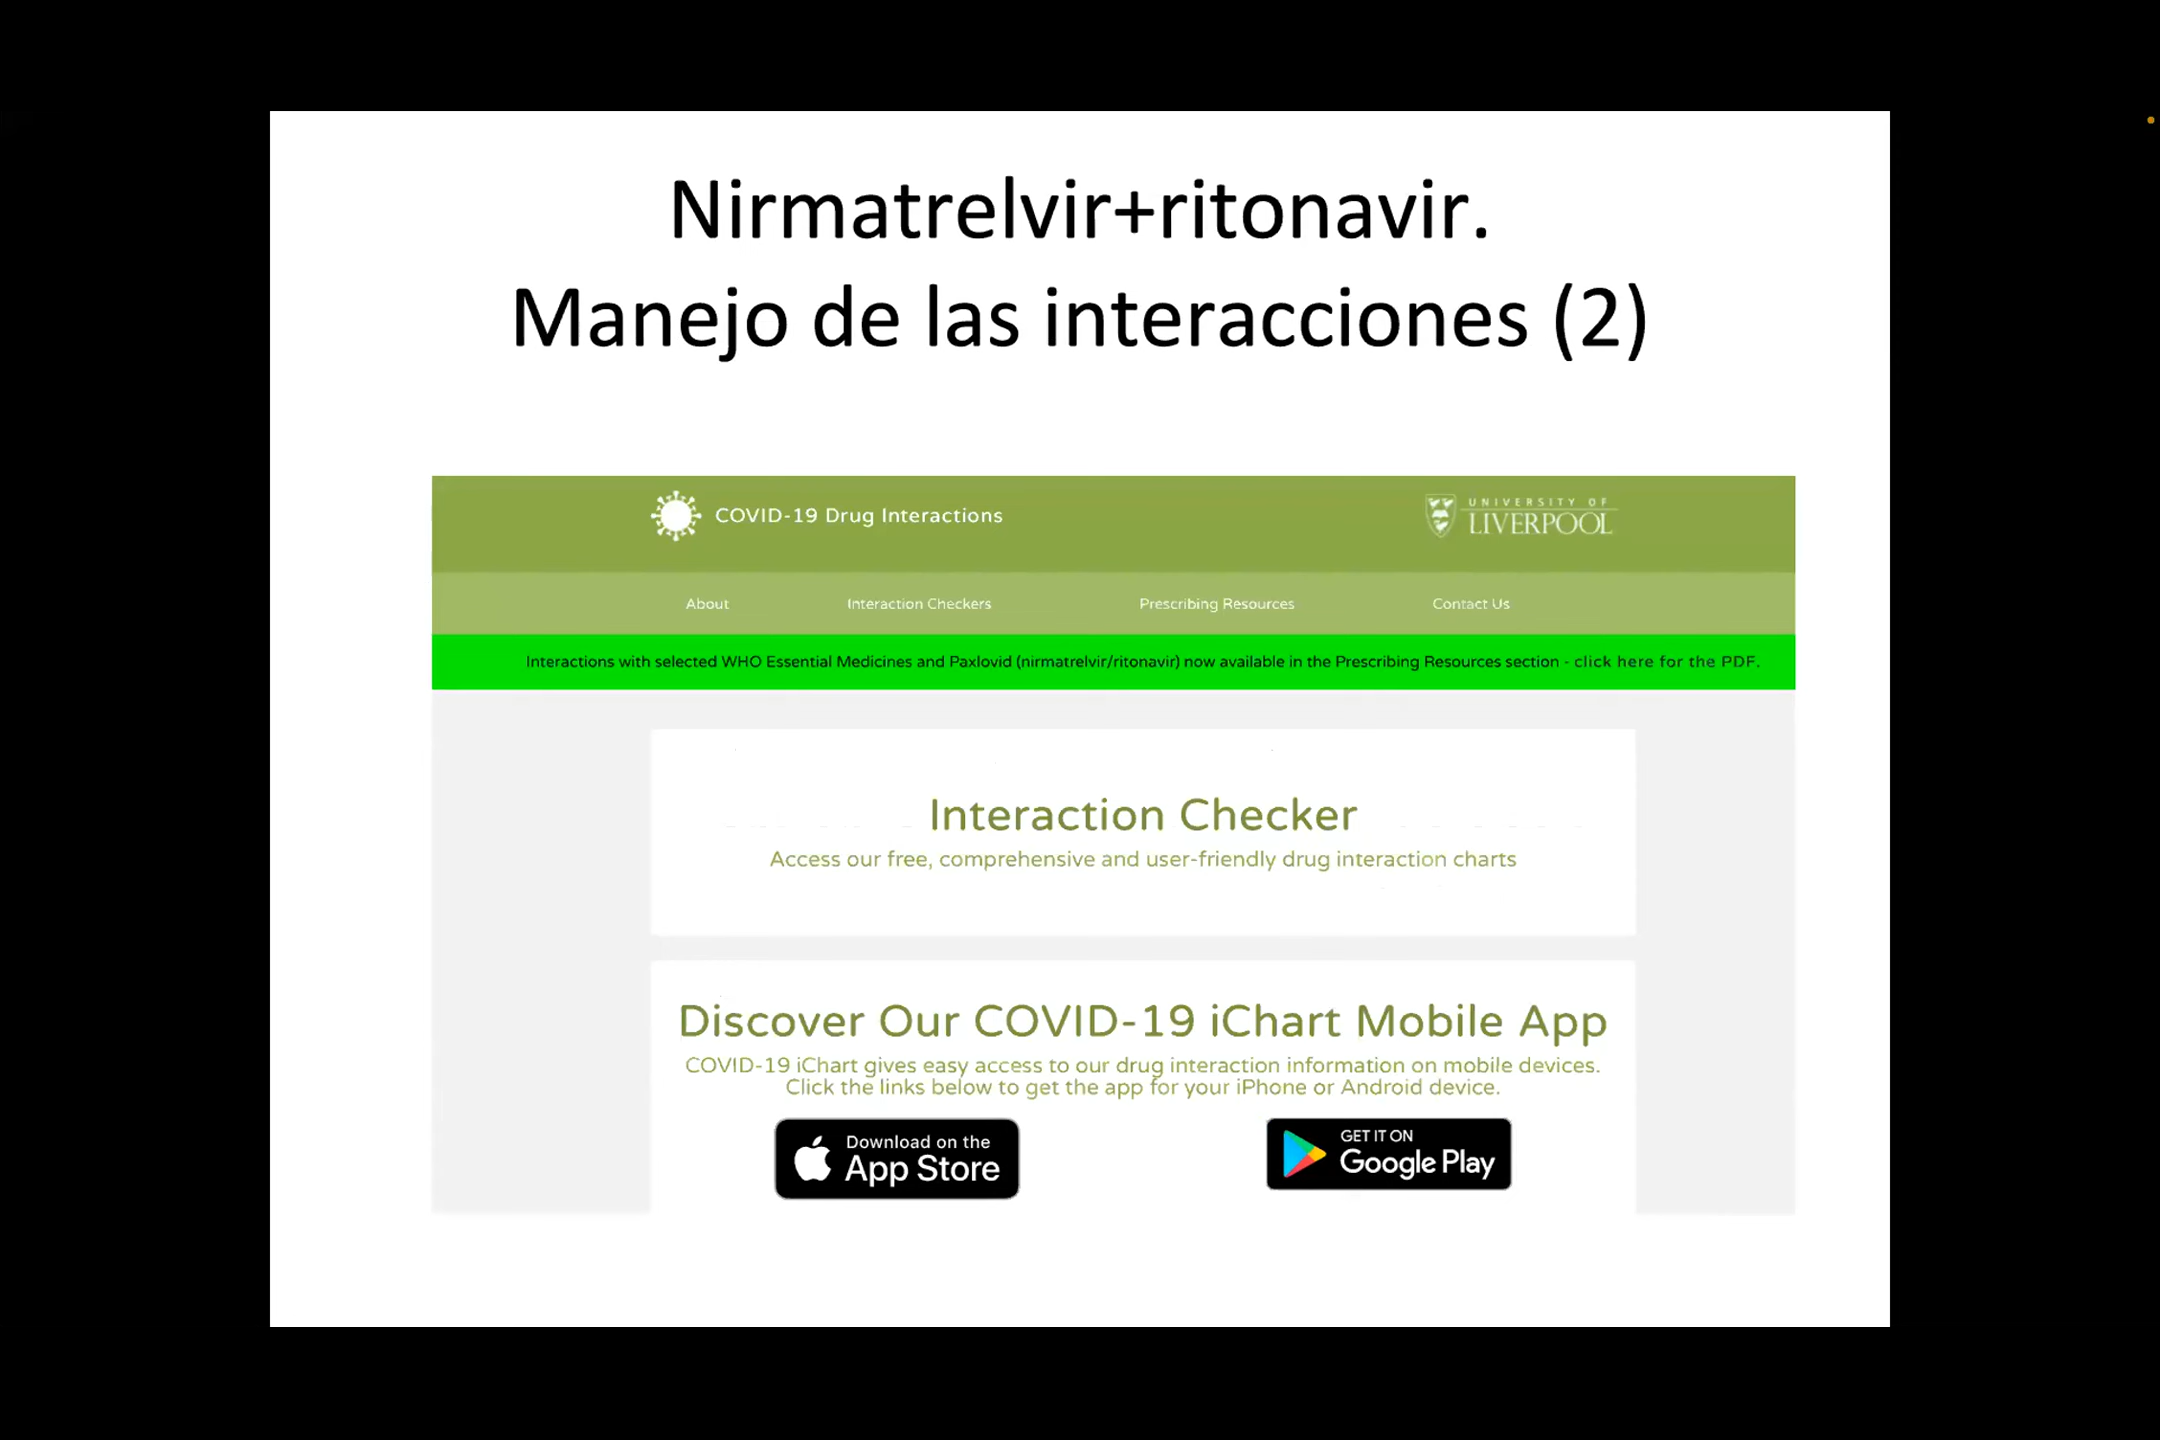 Nirmatrelvir+ritonavir.
Manejo de las interacciones (2)
COVID-19 Drug Interactions
UNIVERSITY OF
LIVERPOOL
About
Interaction Checkers
Prescribing Resources
Contact Us
Interactions with selected WHO Essential Medicines and Paxlovid (nirmatrelvir/ritonavir) now available in the Prescribing Resources section - click here for the PDF.
Interaction Checker
Access our free, comprehensive and user-friendly drug interaction charts
Discover Our COVID-19 iChart Mobile App
COVID-19 iChart gives easy access to our drug interaction information on mobile devices.
Click the links below to get the app for your iPhone or Android device.
Download on the
App Store
GET IT ON
Google Play